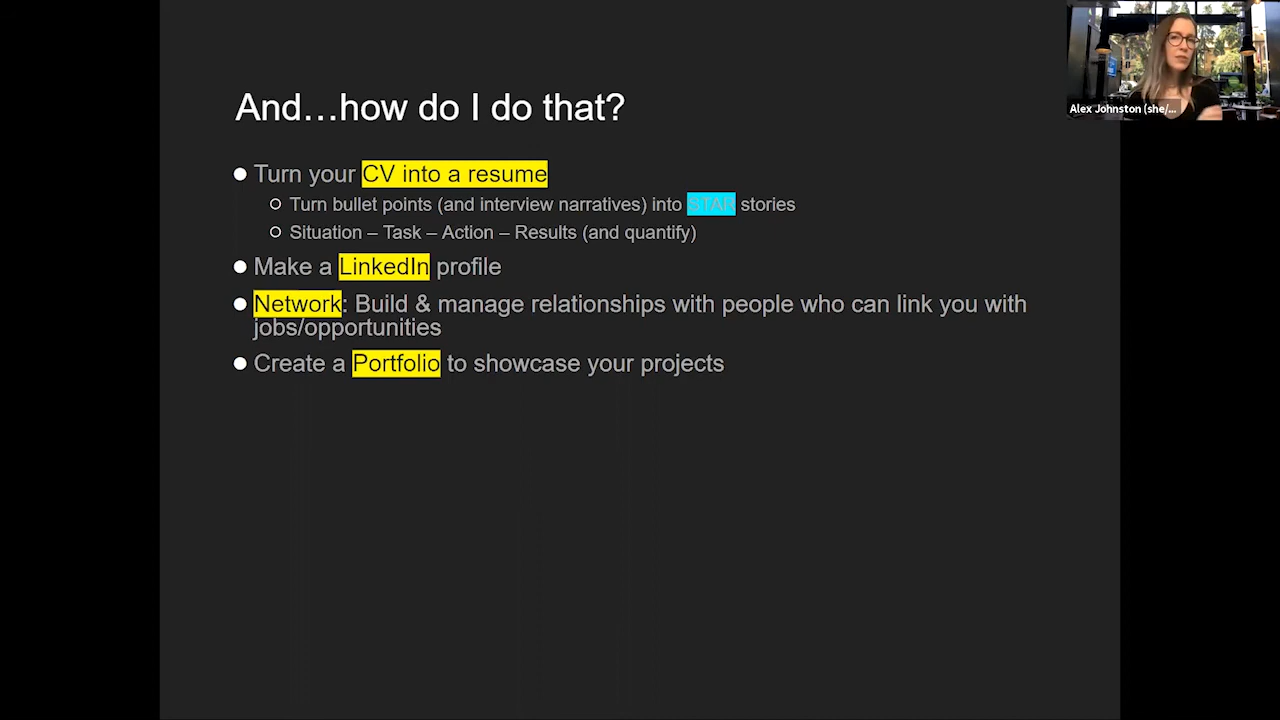 And…how do I do that?
Turn your CV into a resume
Turn bullet points (and interview narratives) into STAR stories
Situation – Task – Action – Results (and quantify)
Make a LinkedIn profile
Network: Build & manage relationships with people who can link you with
jobs/opportunities
Create a Portfolio to showcase your projects
Alex Johnston (she/...